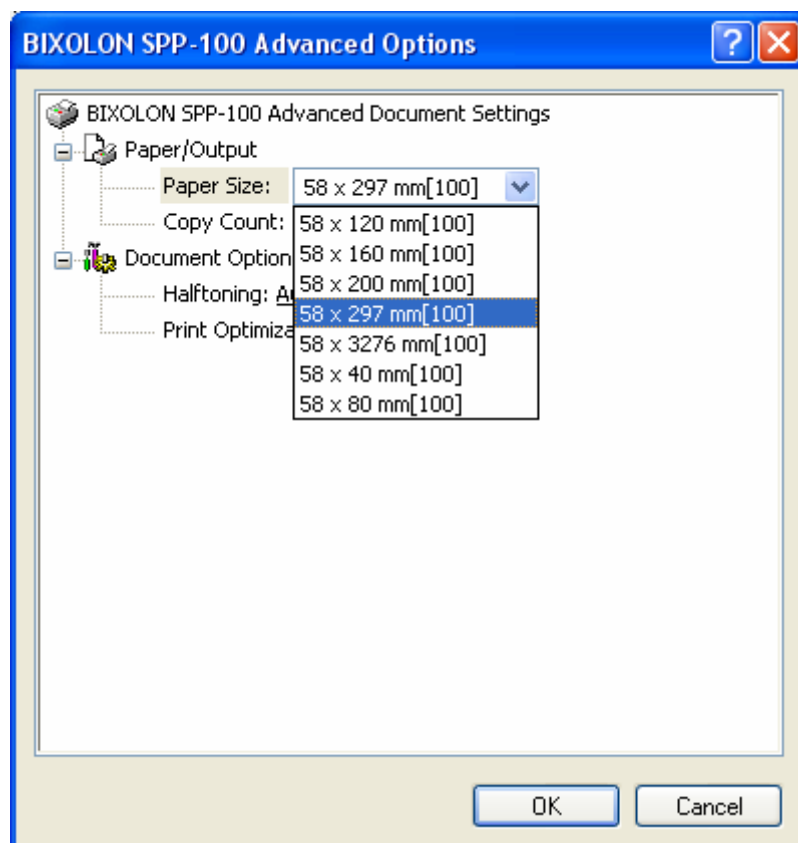 BIXOLON SPP-100 Advanced Options
BIXOLON SPP-100 Advanced Document Settings
Paper/Output
Paper Size: 58 x 297 mm[100]
Copy Count:
58 x 120 mm[100]
58 x 160 mm[100]
Document Option
58 x 200 mm[100]
Halftoning:
58 x 297 mm[100]
Print
58 x 3276 mm[100]
58 x 40 mm[100]
58 x 80 mm[100]
OK Cancel